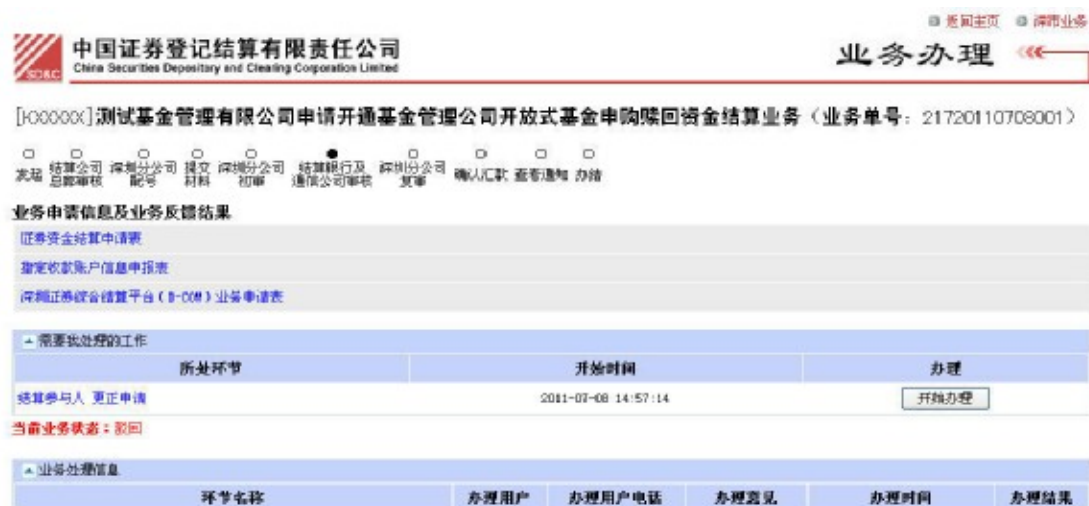 返回主页 深市业务
中国证券登记结算有限责任公司
China Securities Depository and Clearing Corporation Limited
SD&C
业务办理
[KXXXXX]测试基金管理有限公司申请开通基金管理公司开放式基金申购赎回资金结算业务（业务单号：21720110708001）
发起 结算公司总部审核 深圳分公司配号 提交材料 深圳分公司初审 结算银行及通信公司审核 深圳分公司复审 确认汇款 查看通知 办结
业务申请信息及业务反馈结果
证券资金结算申请表
指定收款账户信息申报表
深圳证券综合结算平台（D-COM）业务申请表
需要我处理的工作
所处环节 开始时间 办理
结算参与人 更正申请 2011-07-08 14:57:14 开始办理
当前业务状态：驳回
业务处理信息
环节名称 办理用户 办理用户电话 办理意见 办理时间 办理结果